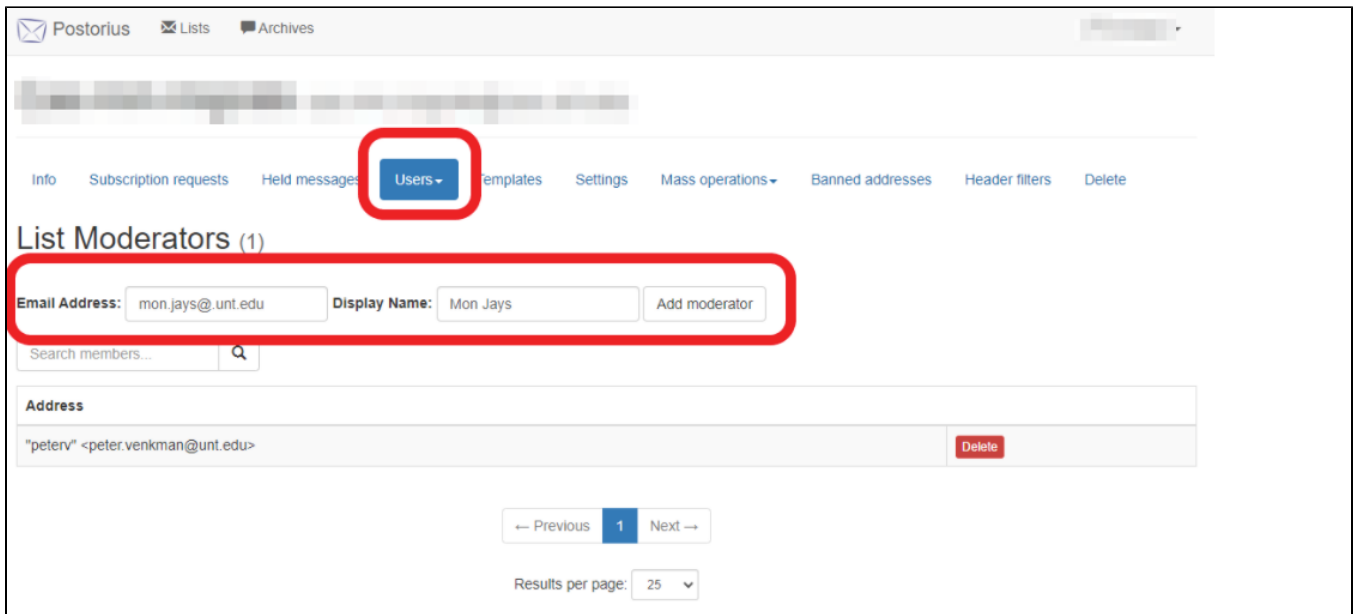 Postorius Lists Archives
Info Subscription requests Held messages Users Templates Settings Mass operations Banned addresses Header filters Delete
List Moderators (1)
Email Address: mon.jays@.unt.edu Display Name: Mon Jays Add moderator
Search members...
Address
"peterv" <peter.venkman@unt.edu> Delete
← Previous 1 Next →
Results per page: 25